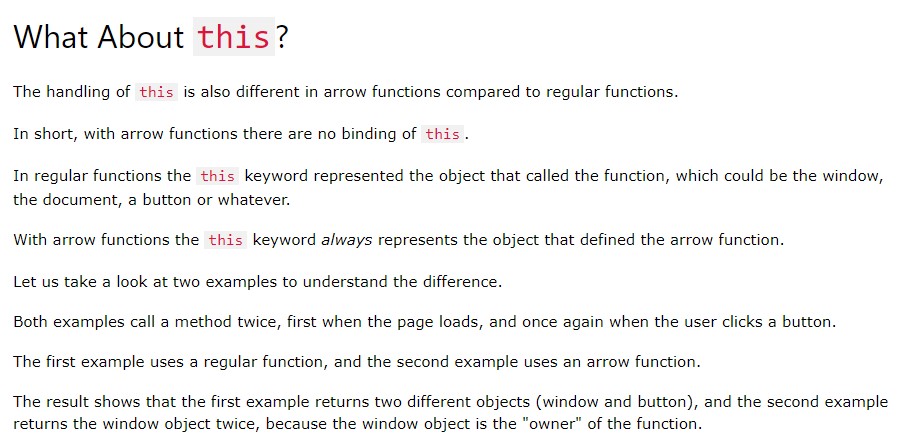 What About this?
The handling of this is also different in arrow functions compared to regular functions.
In short, with arrow functions there are no binding of this.
In regular functions the this keyword represented the object that called the function, which could be the window,
the document, a button or whatever.
With arrow functions the this keyword always represents the object that defined the arrow function.
Let us take a look at two examples to understand the difference.
Both examples call a method twice, first when the page loads, and once again when the user clicks a button.
The first example uses a regular function, and the second example uses an arrow function.
The result shows that the first example returns two different objects (window and button), and the second example
returns the window object twice, because the window object is the "owner" of the function.